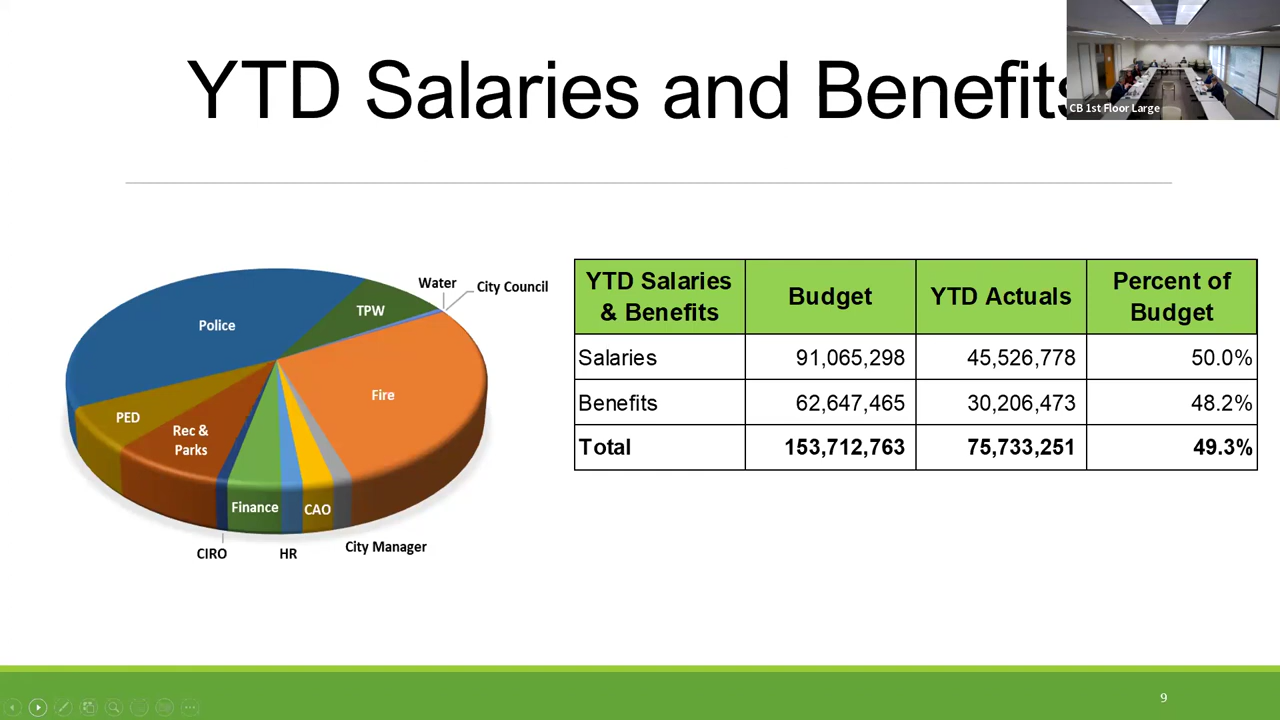 YTD Salaries and Benefits
CB 1st Floor Large
Water
City Council
TPW
Police
Fire
PED
Rec &
Parks
Finance
CAO
CIRO
HR
City Manager
YTD Salaries
& Benefits
Budget
YTD Actuals
Percent of
Budget
Salaries 91,065,298 45,526,778 50.0%
Benefits 62,647,465 30,206,473 48.2%
Total 153,712,763 75,733,251 49.3%
9